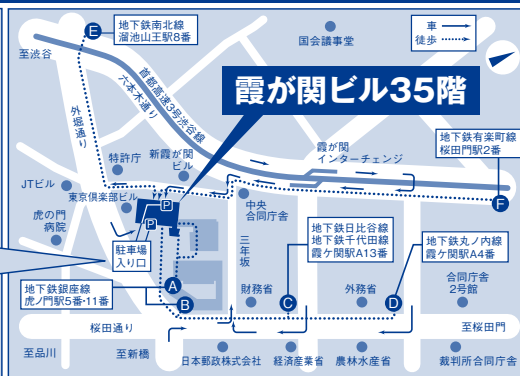 E
地下鉄南北線
溜池山王駅8番
国会議事堂
車
徒歩
至渋谷
首都高速3号渋谷線
六本木通り
霞が関ビル35階
外堀通り
地下鉄有楽町線
桜田門駅2番
霞が関
インターチェンジ
特許庁
新霞が関
ビル
JTビル
東京倶楽部ビル
P
P
中央
合同庁舎
F
虎の門
病院
駐車場
入り口
三年坂
地下鉄日比谷線
地下鉄千代田線
霞ケ関駅A13番
地下鉄丸ノ内線
霞ケ関駅A4番
地下鉄銀座線
虎ノ門駅5番・11番
A
B
財務省
C
外務省
D
合同庁舎
2号館
桜田通り
至桜田門
至品川
至新橋
日本郵政株式会社
経済産業省
農林水産省
裁判所合同庁舎